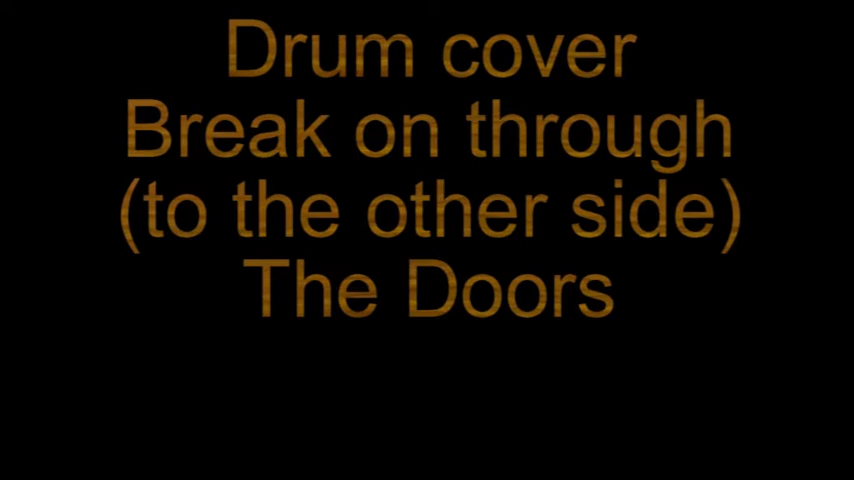 Drum cover
Break on through
(to the other side)
The Doors